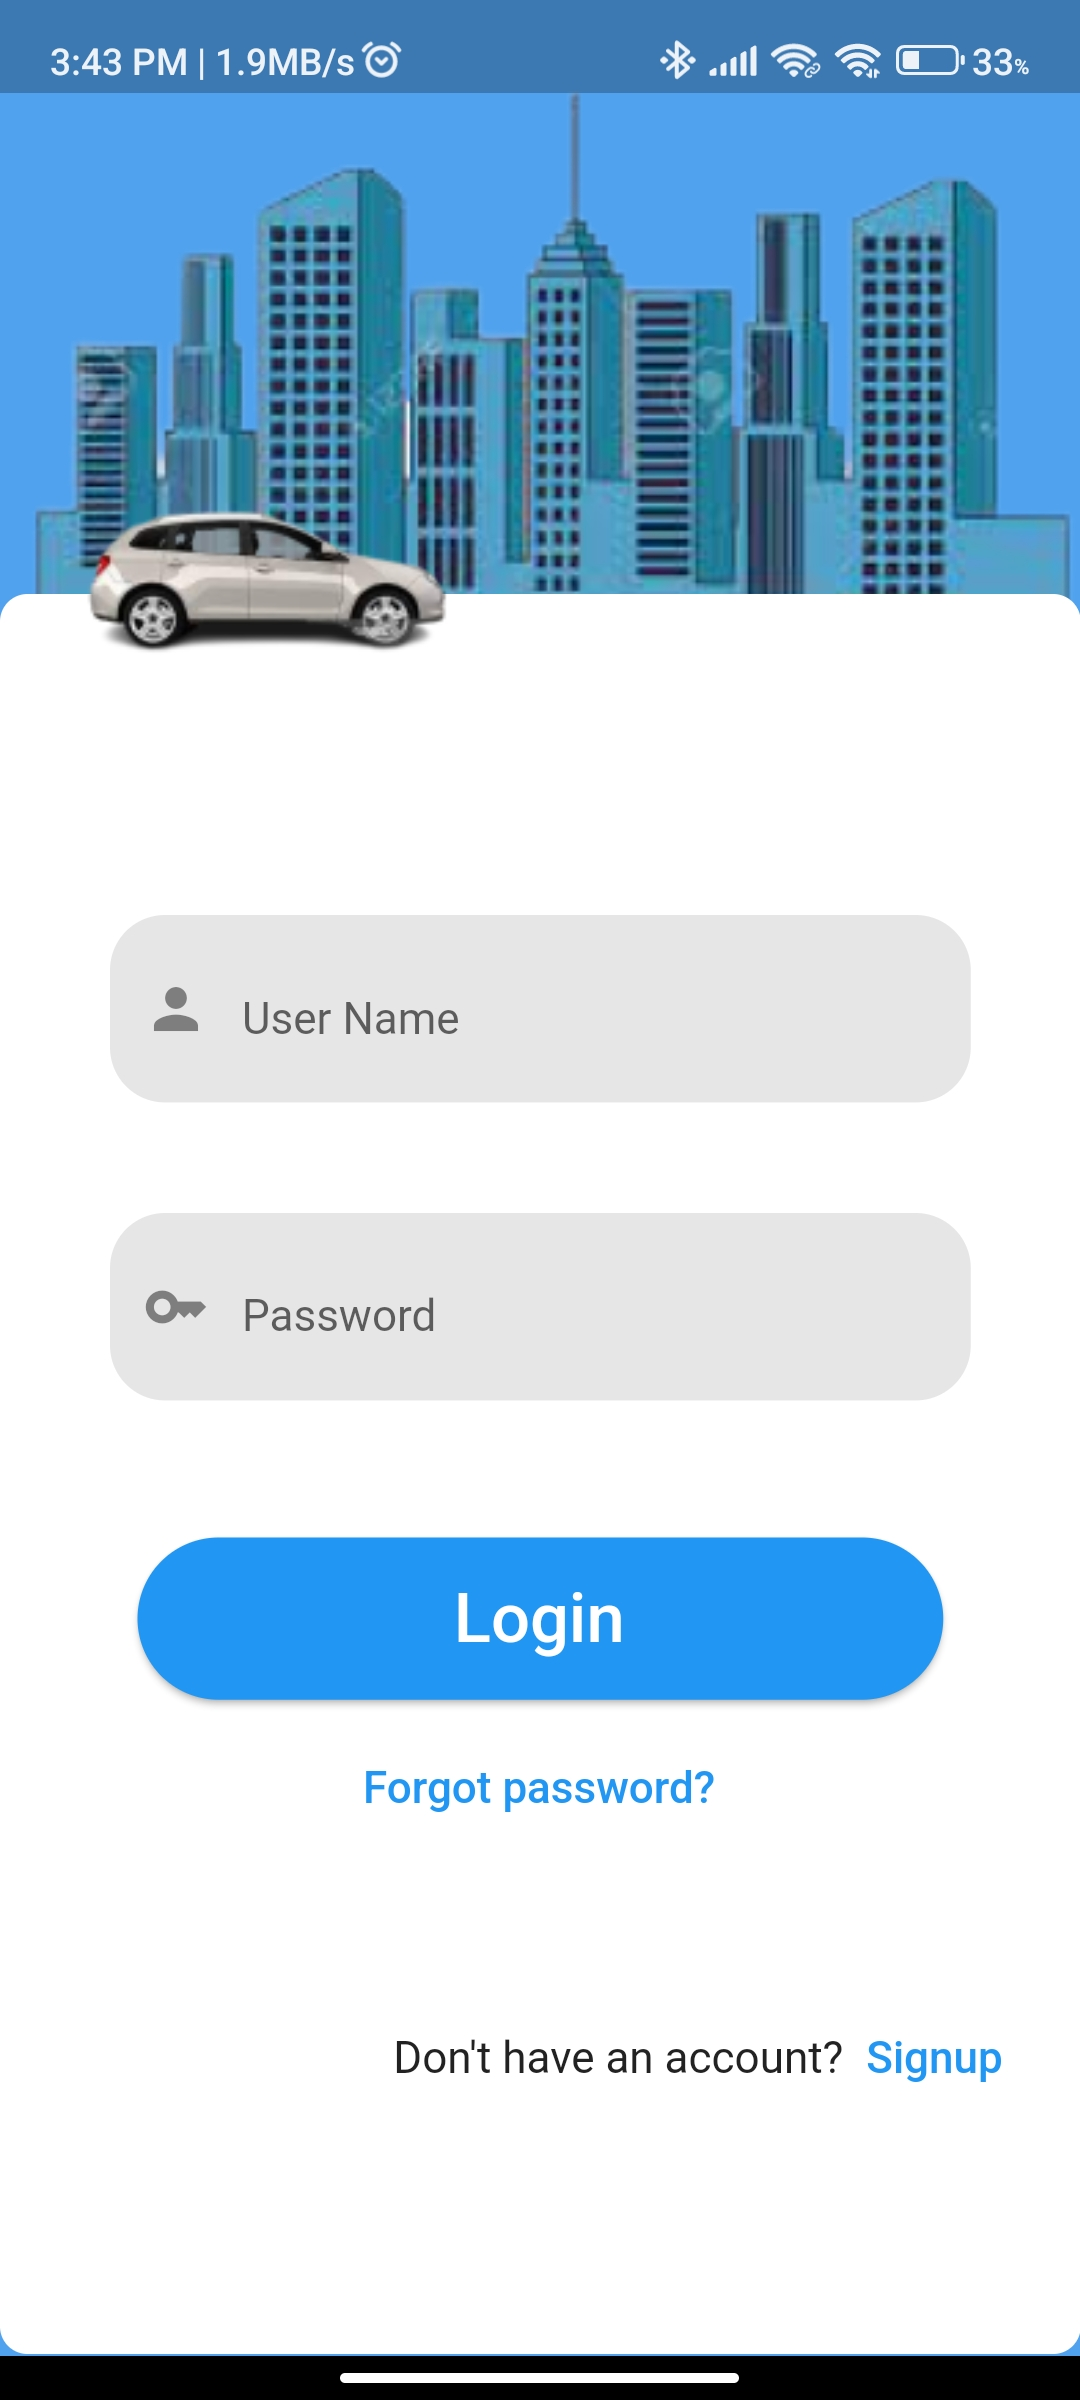 3:43 PM | 1.9MB/s 33%
User Name
Password
Login
Forgot password?
Don't have an account? Signup